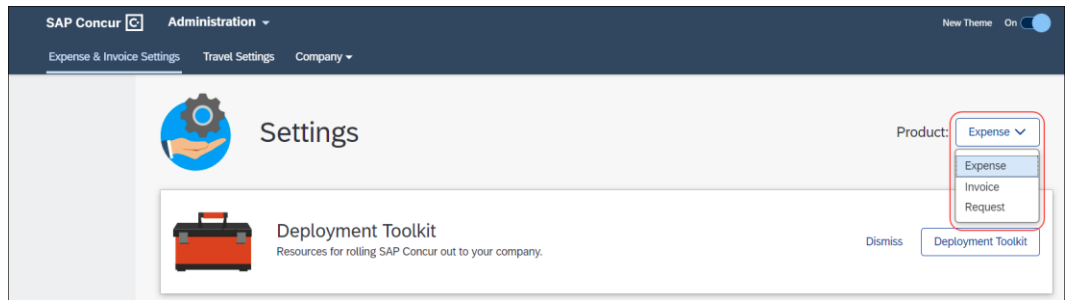 SAP Concur C Administration
New Theme On
Expense & Invoice Settings Travel Settings Company
Settings
Product: Expense
Expense
Invoice
Request
Deployment Toolkit
Resources for rolling SAP Concur out to your company.
Dismiss Deployment Toolkit